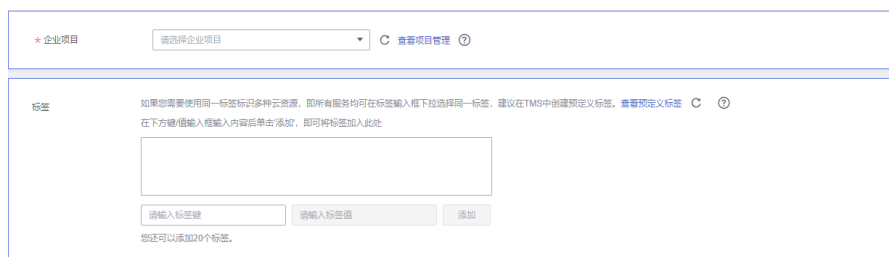 * 企业项目 请选择企业项目 查看项目管理 ?
标签 如果您需要使用同一标签标识多种云资源，即所有服务均可在标签输入框下拉选择同一标签，建议在TMS中创建预定义标签。查看预定义标签 ?
在下方键/值输入框输入内容后单击'添加'，即可将标签加入此处
请输入标签键 请输入标签值 添加
您还可以添加20个标签。